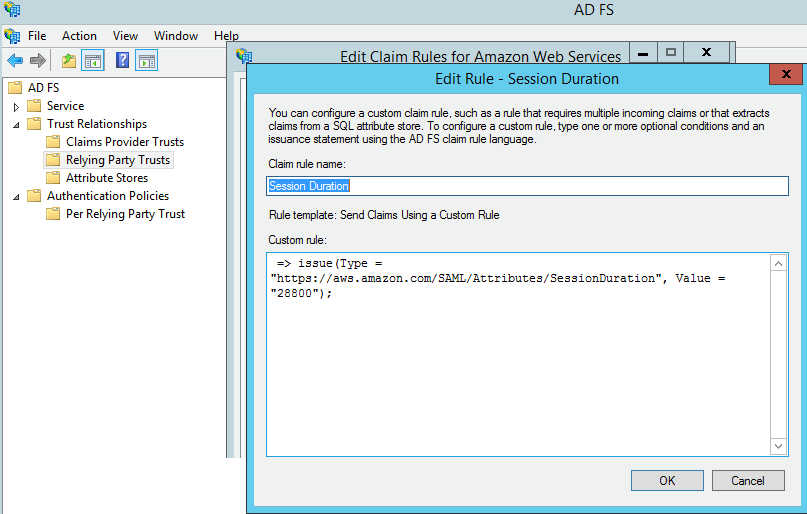 AD FS
File Action View Window Help
AD FS
Service
Trust Relationships
Claims Provider Trusts
Relying Party Trusts
Attribute Stores
Authentication Policies
Per Relying Party Trust
Edit Claim Rules for Amazon Web Services
Edit Rule - Session Duration
You can configure a custom claim rule, such as a rule that requires multiple incoming claims or that extracts
claims from a SQL attribute store. To configure a custom rule, type one or more optional conditions and an
issuance statement using the AD FS claim rule language.
Claim rule name:
Session Duration
Rule template: Send Claims Using a Custom Rule
Custom rule:
=> issue(Type =
"https://aws.amazon.com/SAML/Attributes/SessionDuration", Value =
"28800");
OK Cancel